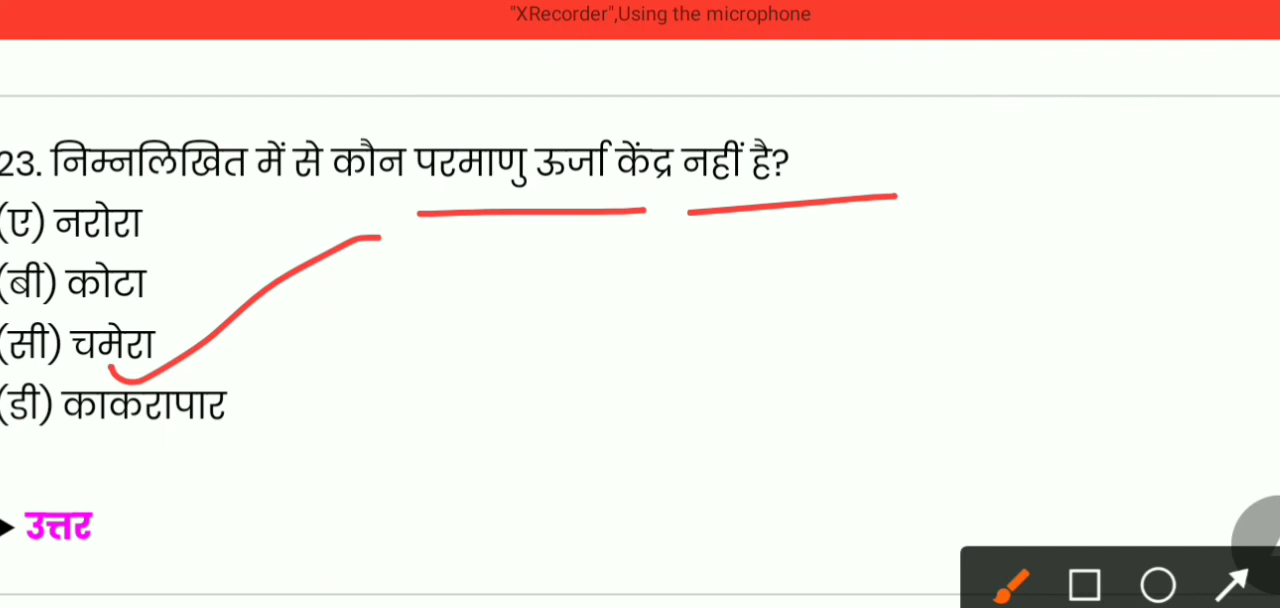 "XRecorder",Using the microphone
23. निम्नलिखित में से कौन परमाणु ऊर्जा केंद्र नहीं है?
(ए) नरोरा
(बी) कोटा
(सी) चमेरा
(डी) काकरापार
उत्तर